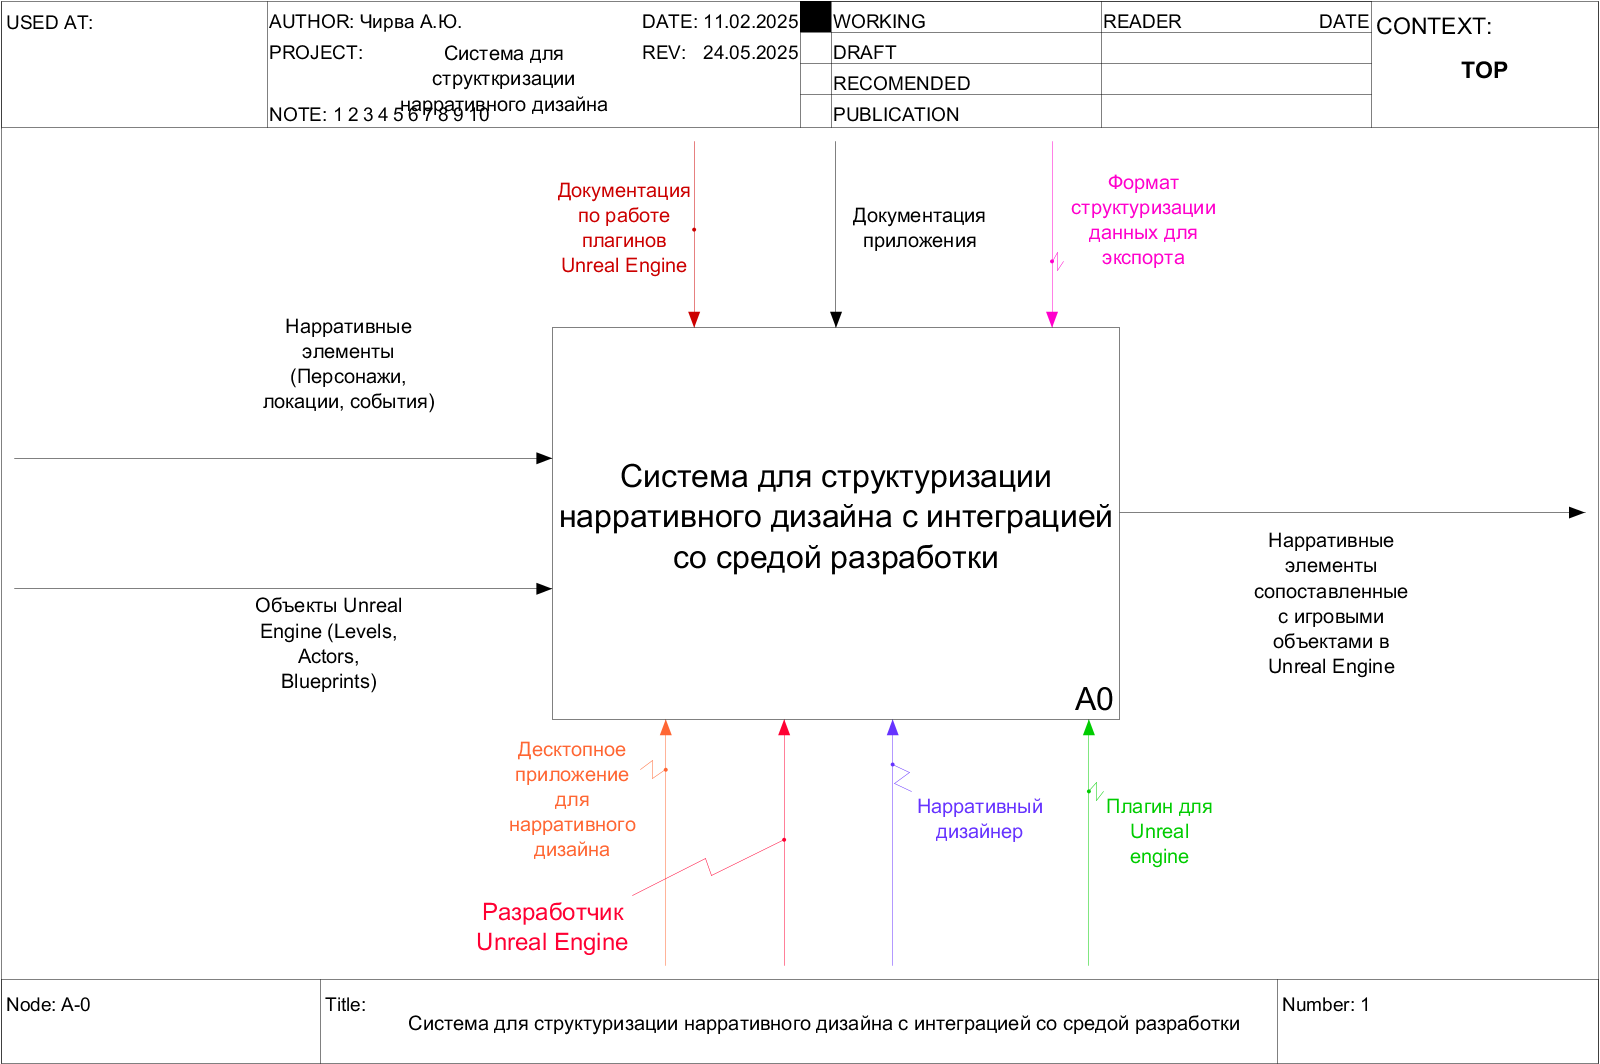 USED AT:
AUTHOR: Чирва А.Ю.
DATE: 11.02.2025
PROJECT:
Система для
структкризации
нарративного дизайна
REV: 24.05.2025
NOTE: 1 2 3 4 5 6 7 8 9 10
WORKING
DRAFT
RECOMENDED
PUBLICATION
READER
DATE
CONTEXT:
TOP
Документация
по работе
плагинов
Unreal Engine
Документация
приложения
Формат
структуризации
данных для
экспорта
Нарративные
элементы
(Персонажи,
локации, события)
Объекты Unreal
Engine (Levels,
Actors,
Blueprints)
Система для структуризации
нарративного дизайна с интеграцией
со средой разработки
A0
Нарративные
элементы
сопоставленные
с игровыми
объектами в
Unreal Engine
Десктопное
приложение
для
нарративного
дизайна
Разработчик
Unreal Engine
Нарративный
дизайнер
Плагин для
Unreal
engine
Node: A-0
Title:
Система для структуризации нарративного дизайна с интеграцией со средой разработки
Number: 1